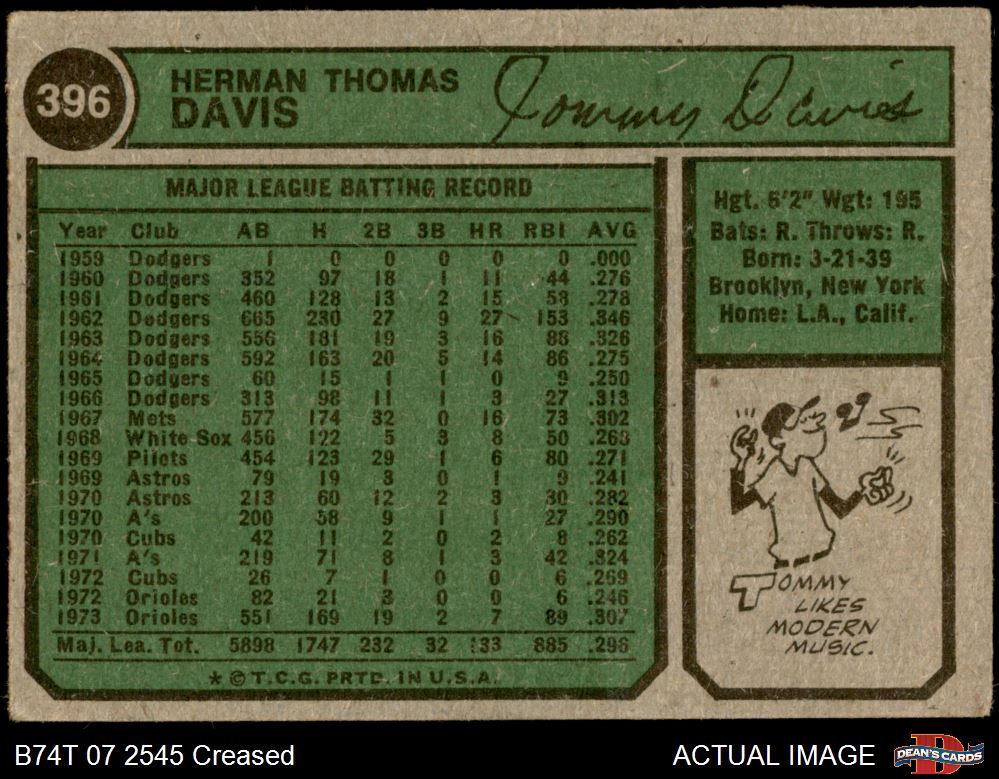 396
HERMAN THOMAS
DAVIS
Tommy Davis
MAJOR LEAGUE BATTING RECORD
Year Club AB H 2B 3B HR RBI AVG
1959 Dodgers 1 0 0 0 0 0 .000
1960 Dodgers 352 97 18 1 11 44 .276
1961 Dodgers 460 128 13 2 15 58 .278
1962 Dodgers 665 230 27 9 27 153 .346
1963 Dodgers 556 181 19 3 16 88 .326
1964 Dodgers 592 163 20 5 14 86 .275
1965 Dodgers 60 15 1 1 0 9 .250
1966 Dodgers 313 98 11 1 3 27 .313
1967 Mets 577 174 32 0 16 73 .302
1968 White Sox 456 122 5 3 8 50 .268
1969 Pilots 454 123 29 1 6 80 .271
1969 Astros 79 19 3 0 1 9 .241
1970 Astros 213 60 12 2 3 30 .282
1970 A's 200 58 9 1 1 27 .290
1970 Cubs 42 11 2 0 2 8 .262
1971 A's 219 71 8 1 3 42 .324
1972 Cubs 26 7 1 0 0 6 .269
1972 Orioles 82 21 3 0 0 6 .246
1973 Orioles 551 169 19 2 7 89 .307
Maj. Lea. Tot. 5898 1747 232 32 133 885 .296
* © T.C.G. PRTD. IN U.S.A.
Hgt. 6'2" Wgt: 195
Bats: R. Throws: R.
Born: 3-21-39
Brooklyn, New York
Home: L.A., Calif.
TOMMY
LIKES
MODERN
MUSIC.
B74T 07 2545 Creased
ACTUAL IMAGE
DEAN'S CARDS